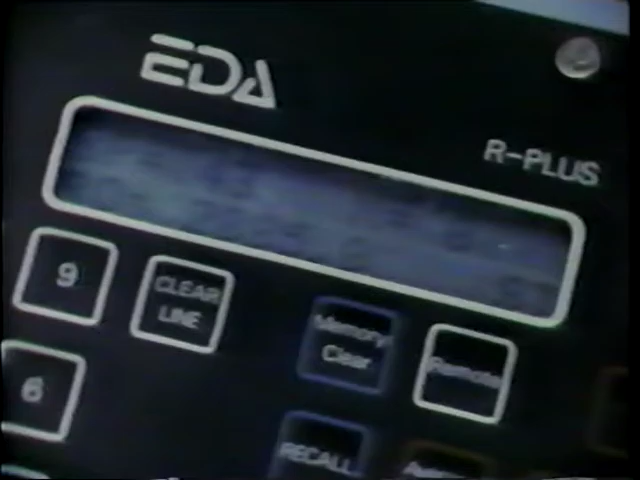 EDA
R-PLUS
9
CLEAR
LINE
Memory
Clear
Remote
6
RECALL